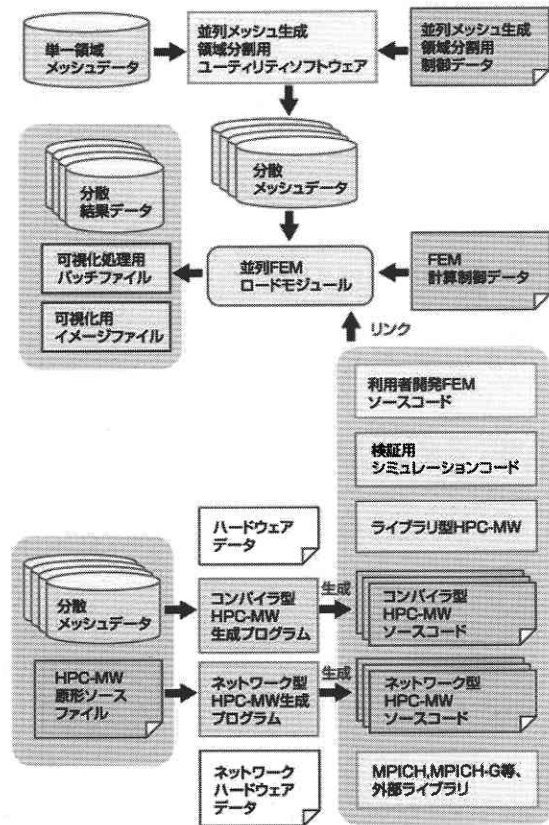 単一領域
メッシュデータ
並列メッシュ生成
領域分割用
ユーティリティソフトウェア
並列メッシュ生成
領域分割用
制御データ
分散
メッシュデータ
分散
結果データ
可視化処理用
パッチファイル
可視化用
イメージファイル
並列FEM
ロードモジュール
FEM
計算制御データ
リンク
利用者開発FEM
ソースコード
検証用
シミュレーションコード
ライブラリ型HPC-MW
ハードウェア
データ
分散
メッシュデータ
コンパイラ型
HPC-MW
生成プログラム
生成
コンパイラ型
HPC-MW
ソースコード
HPC-MW
原形ソース
ファイル
ネットワーク型
HPC-MW生成
プログラム
生成
ネットワーク型
HPC-MW
ソースコード
ネットワーク
ハードウェア
データ
MPICH,MPICH-G等、
外部ライブラリ